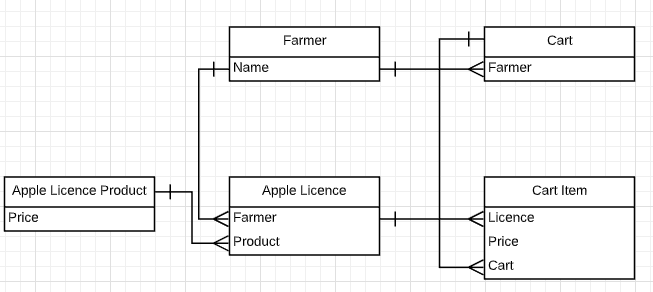 Farmer
Name
Cart
Farmer
Apple Licence Product
Price
Apple Licence
Farmer
Product
Cart Item
Licence
Price
Cart